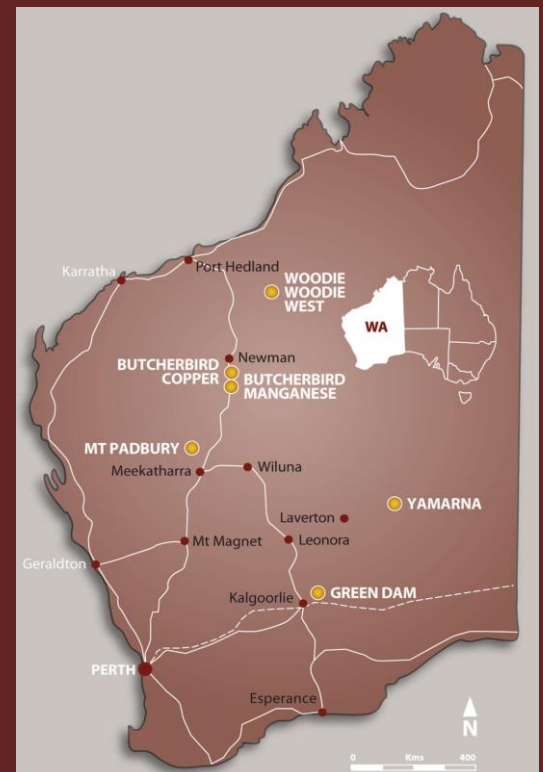 Karratha
Port Hedland
WOODIE
WOODIE
WEST
WA
Newman
BUTCHERBIRD
COPPER
BUTCHERBIRD
MANGANESE
MT PADBURY
Meekatharra
Wiluna
YAMARNA
Laverton
Mt Magnet
Leonora
Geraldton
GREEN DAM
Kalgoorlie
PERTH
Esperance
N
0 Kms 400